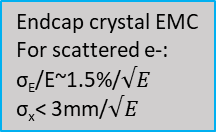 Endcap crystal EMC
For scattered e-:
σE/E~1.5%/√E
σx< 3mm/√E